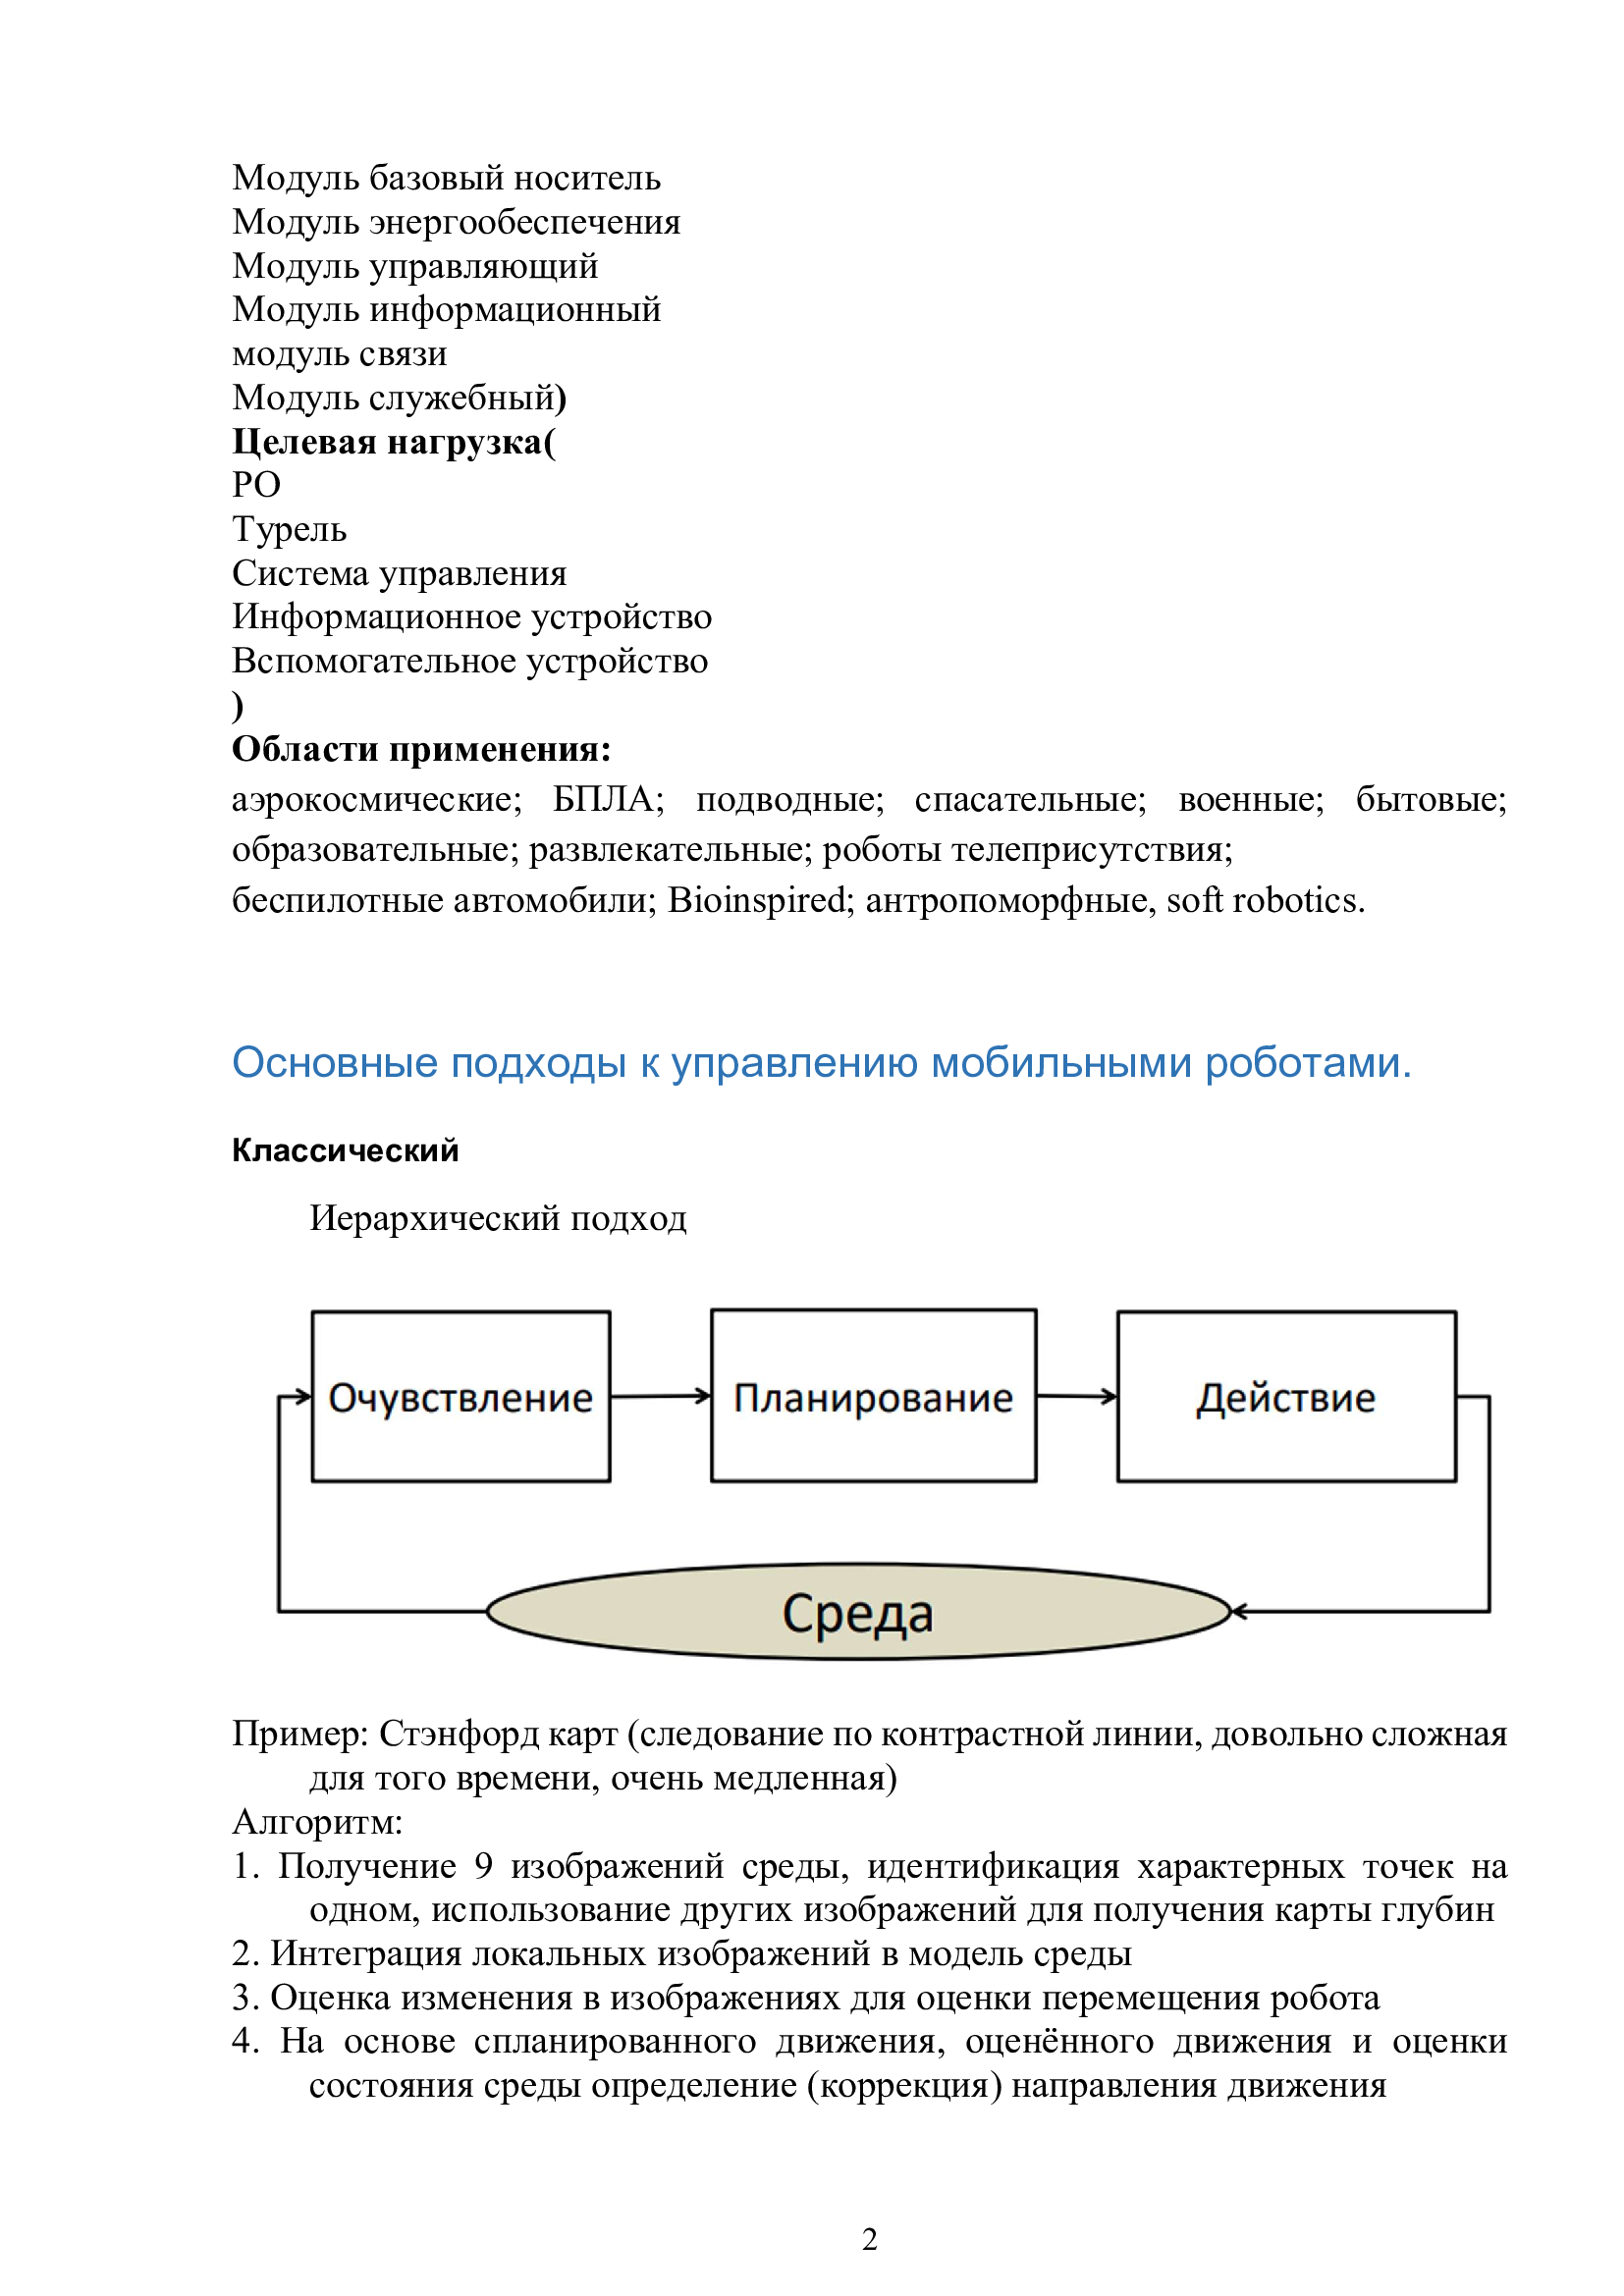 Модуль базовый носитель
Модуль энергообеспечения
Модуль управляющий
Модуль информационный
модуль связи
Модуль служебный)
Целевая нагрузка(
РО
Турель
Система управления
Информационное устройство
Вспомогательное устройство
)
Области применения:
аэрокосмические; БПЛА; подводные; спасательные; военные; бытовые;
образовательные; развлекательные; роботы телеприсутствия;
беспилотные автомобили; Bioinspired; антропоморфные, soft robotics.
Основные подходы к управлению мобильными роботами.
Классический
Иерархический подход
Очувствление
Планирование
Действие
Среда
Пример: Стэнфорд карт (следование по контрастной линии, довольно сложная
для того времени, очень медленная)
Алгоритм:
1. Получение 9 изображений среды, идентификация характерных точек на
одном, использование других изображений для получения карты глубин
2. Интеграция локальных изображений в модель среды
3. Оценка изменения в изображениях для оценки перемещения робота
4. На основе спланированного движения, оценённого движения и оценки
состояния среды определение (коррекция) направления движения
2